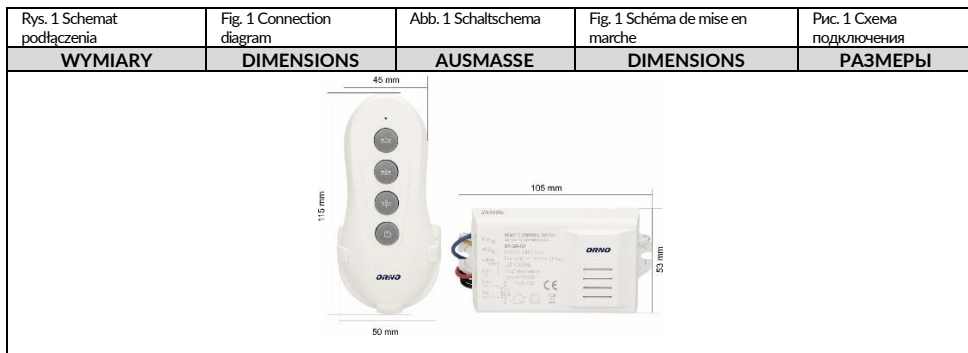 Rys. 1 Schemat
podłączenia
Fig. 1 Connection
diagram
Abb. 1 Schaltschema
Fig. 1 Schéma de mise en
marche
Рис. 1 Схема
подключения
WYMIARY
DIMENSIONS
AUSMASSE
DIMENSIONS
РАЗМЕРЫ
45 mm
115 mm
ORNO
50 mm
105 mm
ORNO
CE
53 mm